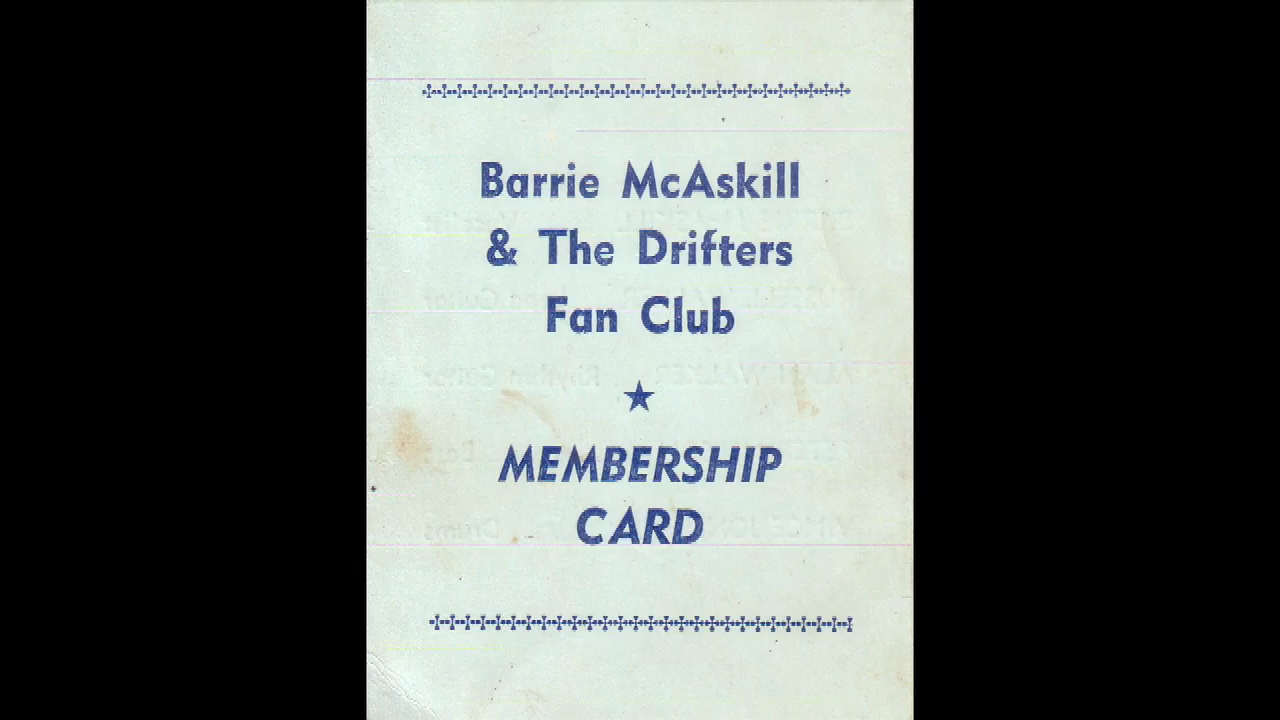 Barrie McAskill
& The Drifters
Fan Club
MEMBERSHIP
CARD